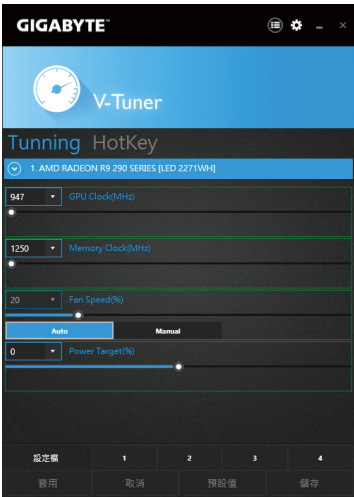 GIGABYTE™
V-Tuner
Tunning HotKey
1. AMD RADEON R9 290 SERIES [LED 2271WH]
947 GPU Clock(MHz)
1250 Memory Clock(MHz)
20 Fan Speed(%)
Auto Manual
0 Power Target(%)
設定檔 1 2 3 4
套用 取消 預設值 儲存